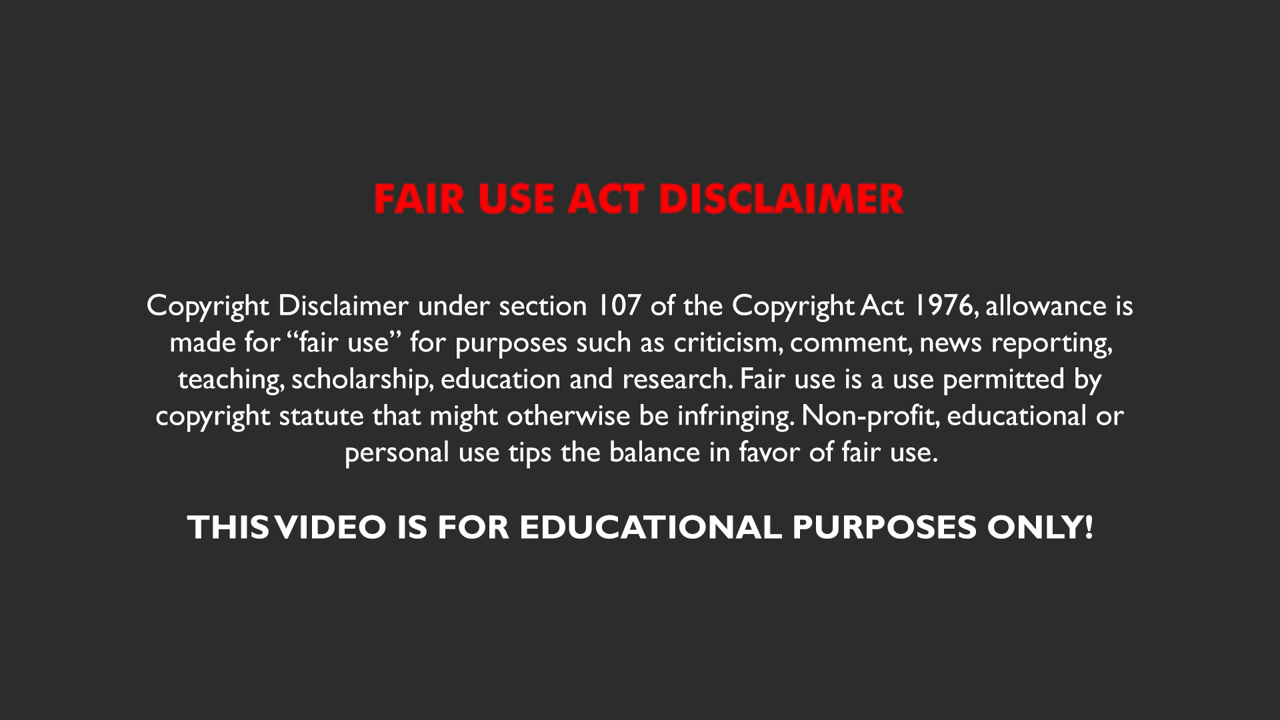 FAIR USE ACT DISCLAIMER
Copyright Disclaimer under section 107 of the Copyright Act 1976, allowance is
made for “fair use” for purposes such as criticism, comment, news reporting,
teaching, scholarship, education and research. Fair use is a use permitted by
copyright statute that might otherwise be infringing. Non-profit, educational or
personal use tips the balance in favor of fair use.
THIS VIDEO IS FOR EDUCATIONAL PURPOSES ONLY!